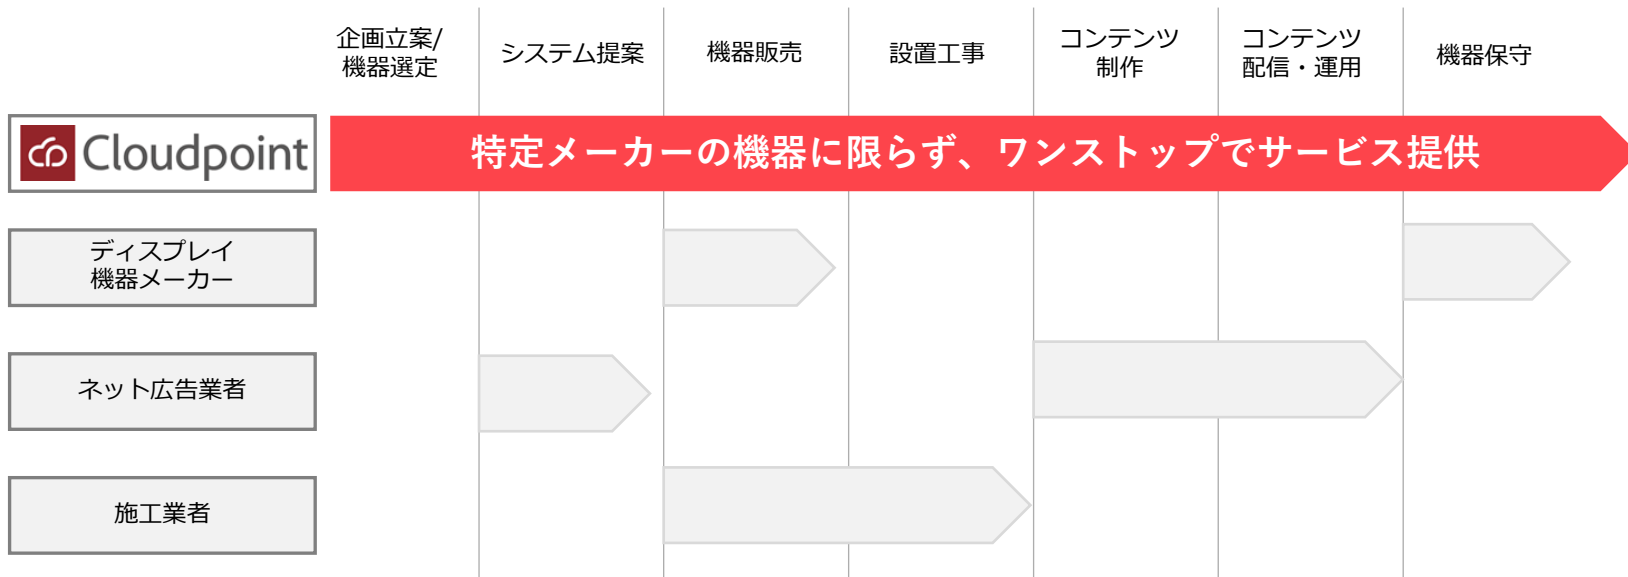 企画立案/
機器選定
システム提案
機器販売
設置工事
コンテンツ
制作
コンテンツ
配信・運用
機器保守
Cloudpoint
特定メーカーの機器に限らず、ワンストップでサービス提供
ディスプレイ
機器メーカー
ネット広告業者
施工業者